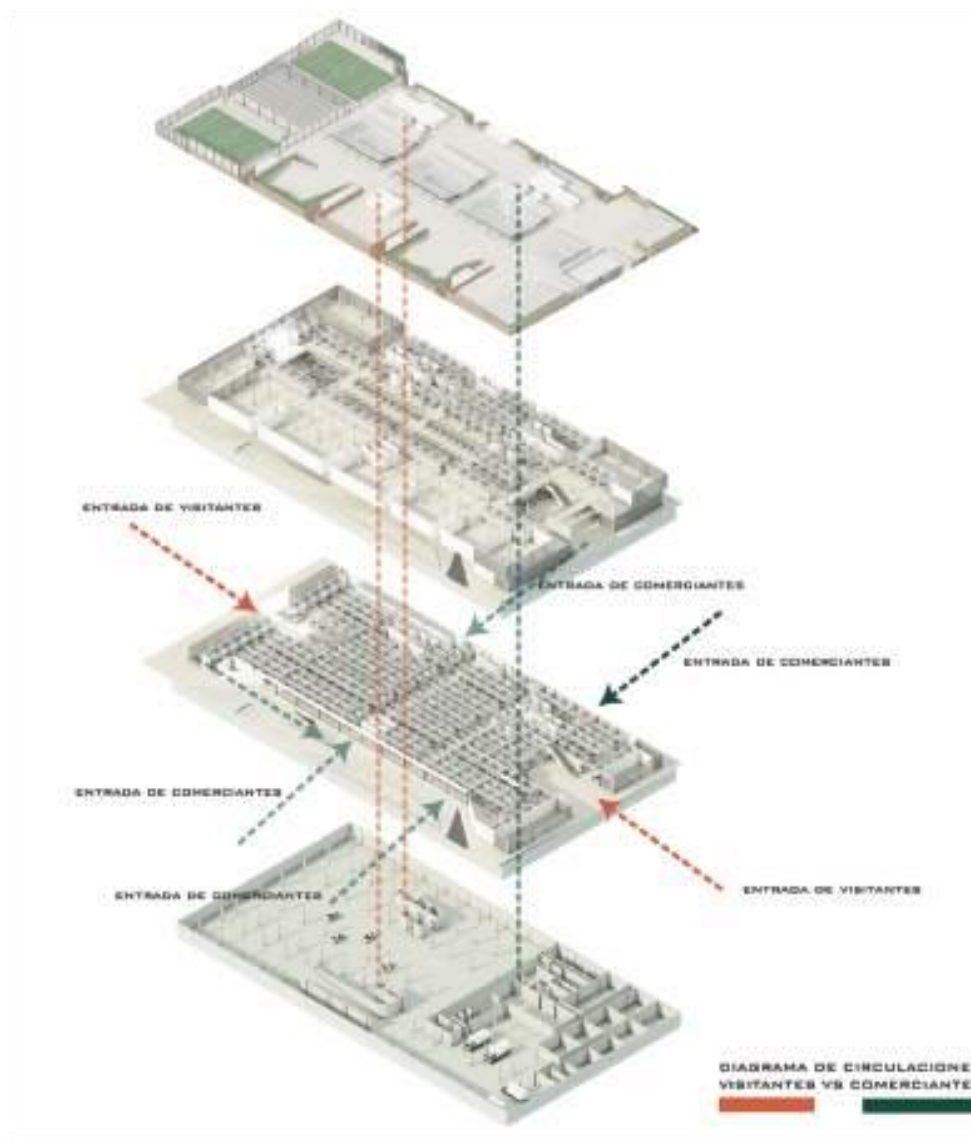 ENTRADA DE VISITANTES
ENTRADA DE COMERCIANTES
ENTRADA DE COMERCIANTES
ENTRADA DE COMERCIANTES
ENTRADA DE VISITANTES
ENTRADA DE COMERCIANTES
DIAGRAMA DE CIRCULACIONE
VISITANTES VS COMERCIANTE